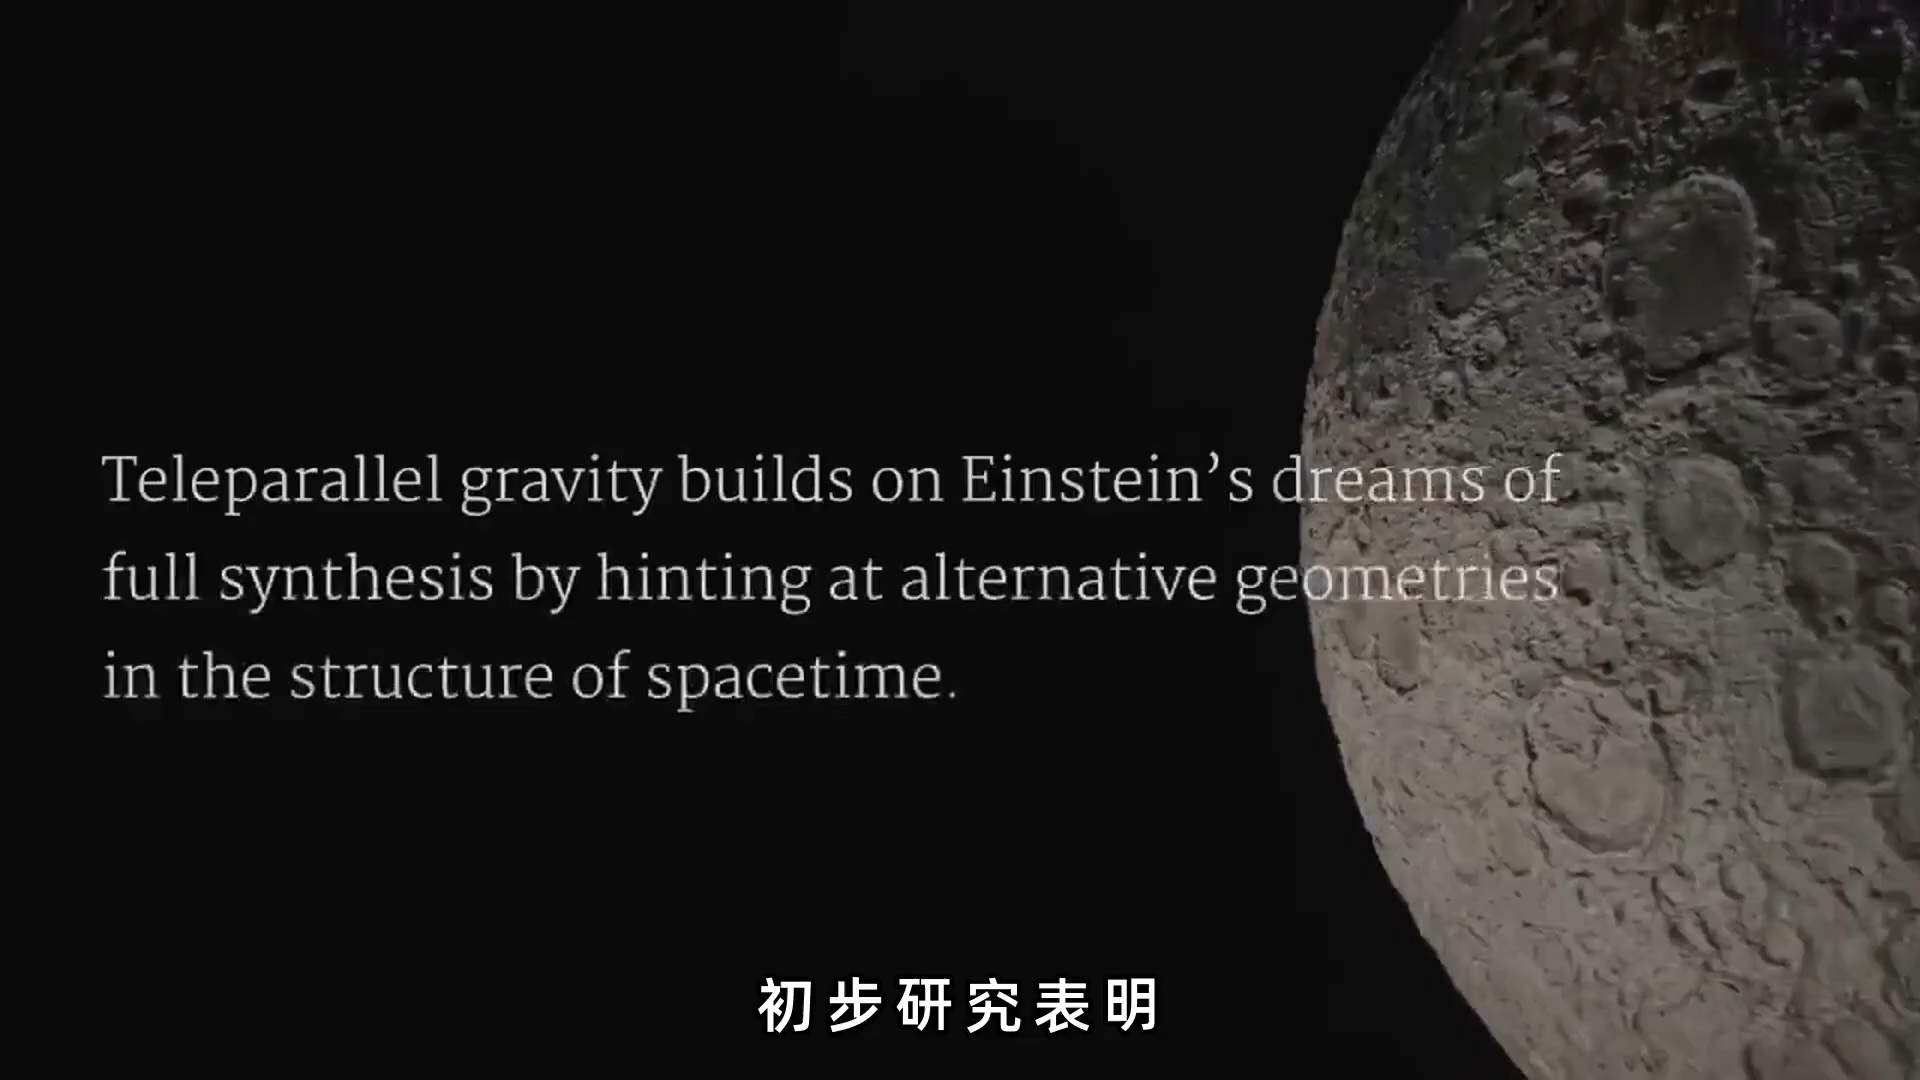 Teleparallel gravity builds on Einstein’s dreams of
full synthesis by hinting at alternative geometries
in the structure of spacetime.
初步研究表明